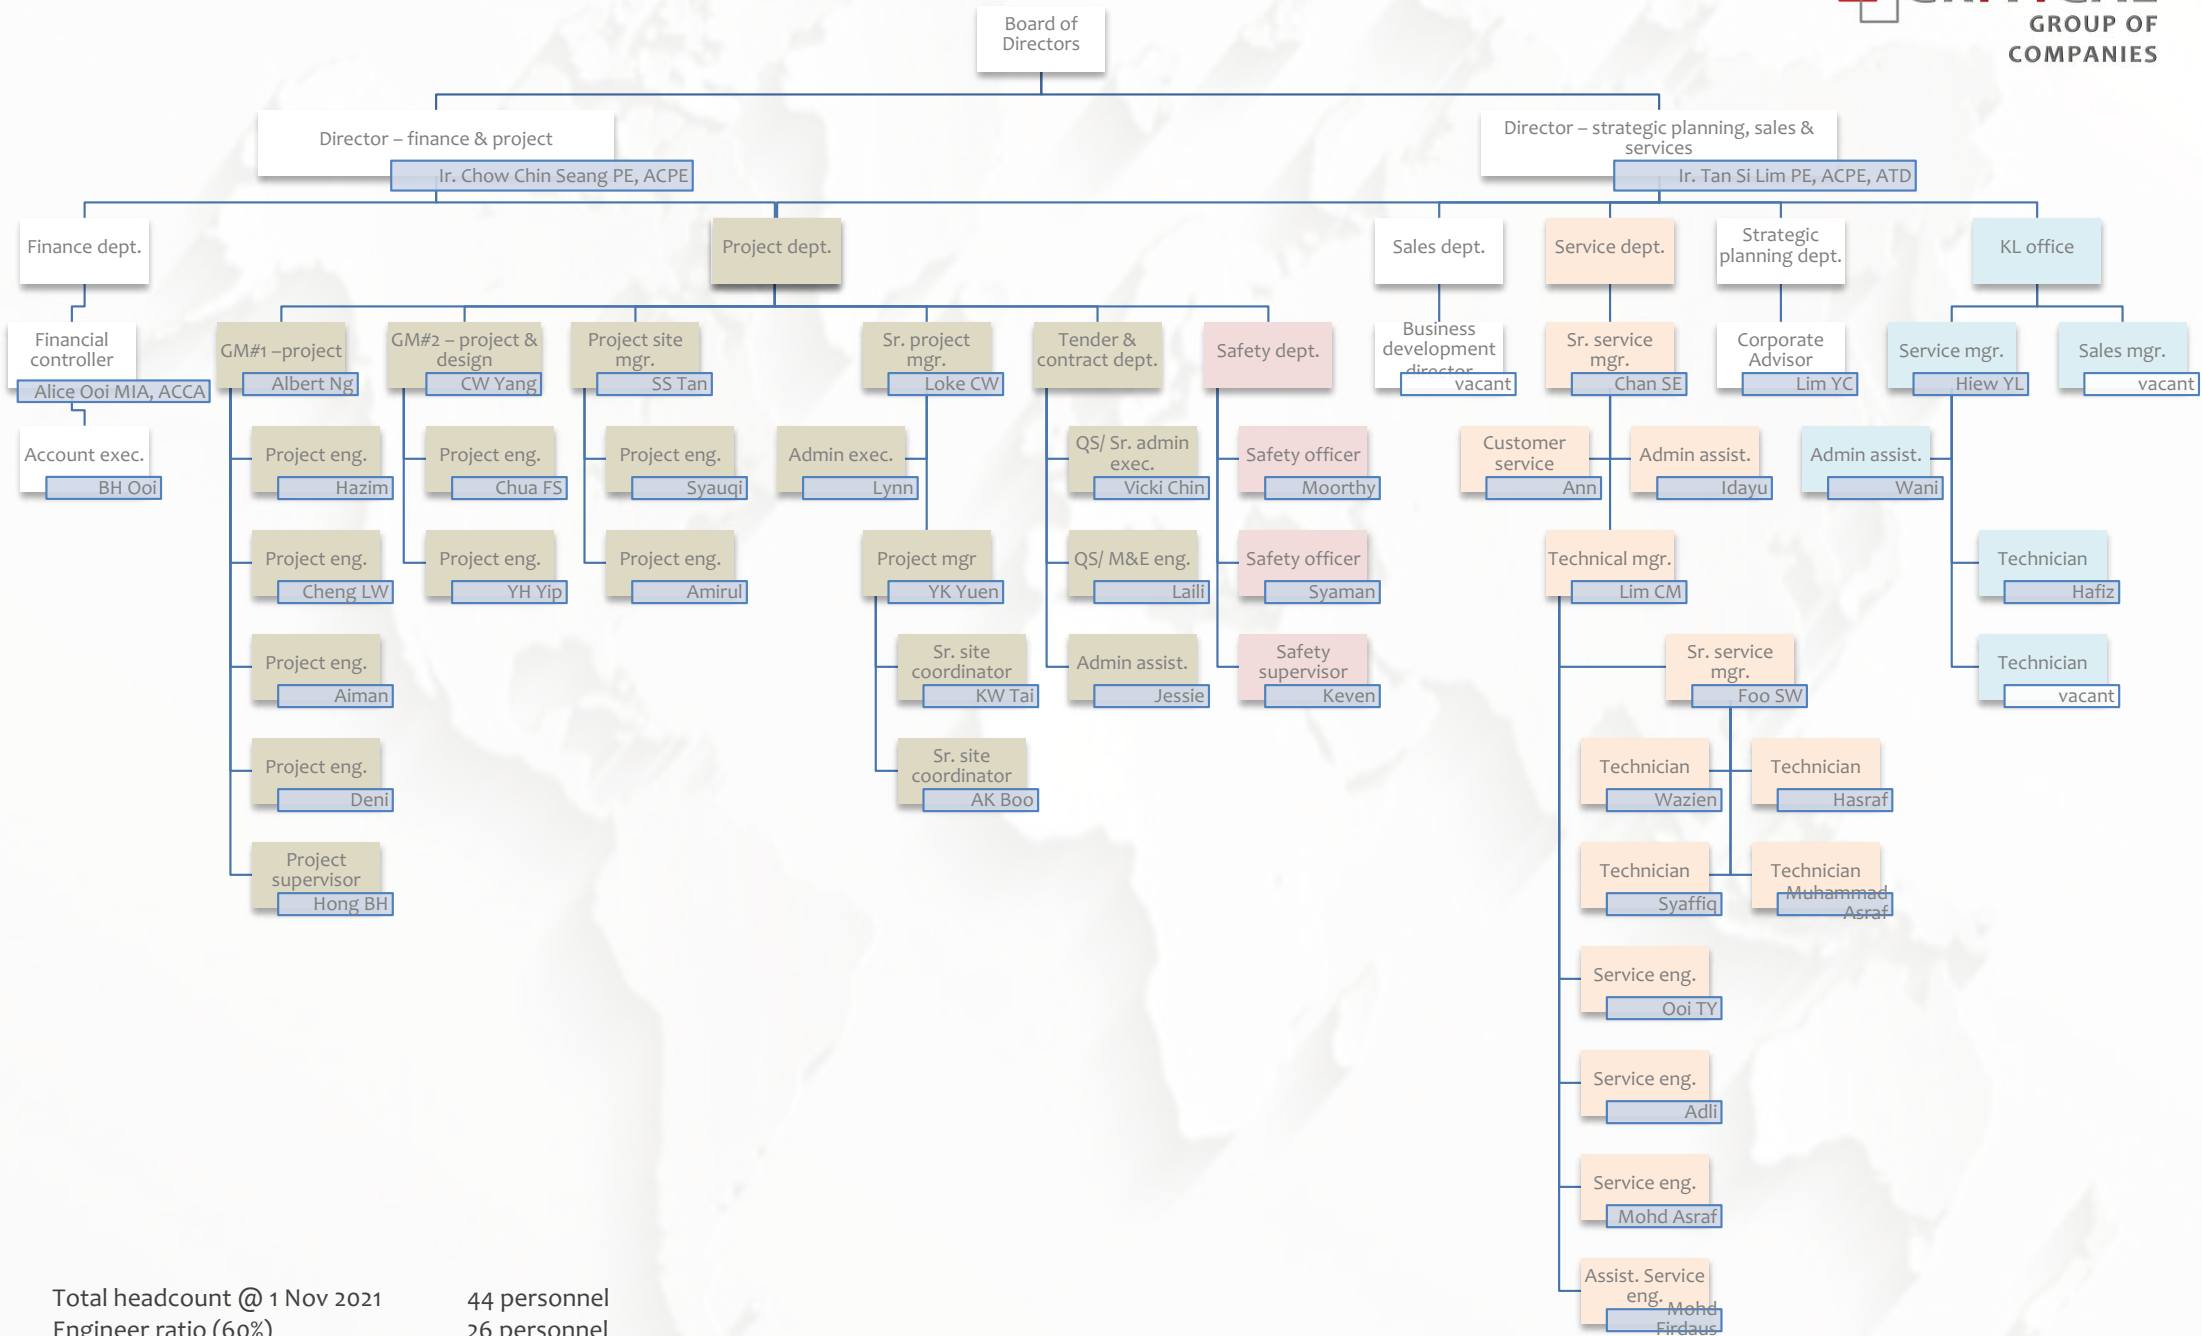 GROUP OF
COMPANIES
Board of
Directors
Director – finance & project
Ir. Chow Chin Seang PE, ACPE
Director – strategic planning, sales &
services
Ir. Tan Si Lim PE, ACPE, ATD
Finance dept.
Project dept.
Sales dept.
Service dept.
Strategic
planning dept.
KL office
Financial
controller
Alice Ooi MIA, ACCA
GM#1 –project
Albert Ng
GM#2 – project &
design
CW Yang
Project site
mgr.
SS Tan
Sr. project
mgr.
Loke CW
Tender &
contract dept.
Safety dept.
Business
development
director
vacant
Sr. service
mgr.
Chan SE
Corporate
Advisor
Lim YC
Service mgr.
Hiew YL
Sales mgr.
vacant
Account exec.
BH Ooi
Project eng.
Hazim
Project eng.
Chua FS
Project eng.
Syauqi
Admin exec.
Lynn
QS/ Sr. admin
exec.
Vicki Chin
Safety officer
Moorthy
Customer
service
Ann
Admin assist.
Idayu
Admin assist.
Wani
Project eng.
Cheng LW
Project eng.
YH Yip
Project eng.
Amirul
Project mgr
YK Yuen
QS/ M&E eng.
Laili
Safety officer
Syaman
Technical mgr.
Lim CM
Technician
Hafiz
Project eng.
Aiman
Sr. site
coordinator
KW Tai
Admin assist.
Jessie
Safety
supervisor
Keven
Sr. service
mgr.
Foo SW
Technician
vacant
Project eng.
Deni
Sr. site
coordinator
AK Boo
Technician
Wazien
Technician
Hasraf
Project
supervisor
Hong BH
Technician
Syaffiq
Technician
Muhammad
Asraf
Service eng.
Ooi TY
Service eng.
Adli
Service eng.
Mohd Asraf
Assist. Service
eng.
Mohd
Firdaus
Total headcount @ 1 Nov 2021 44 personnel
Engineer ratio (60%) 26 personnel